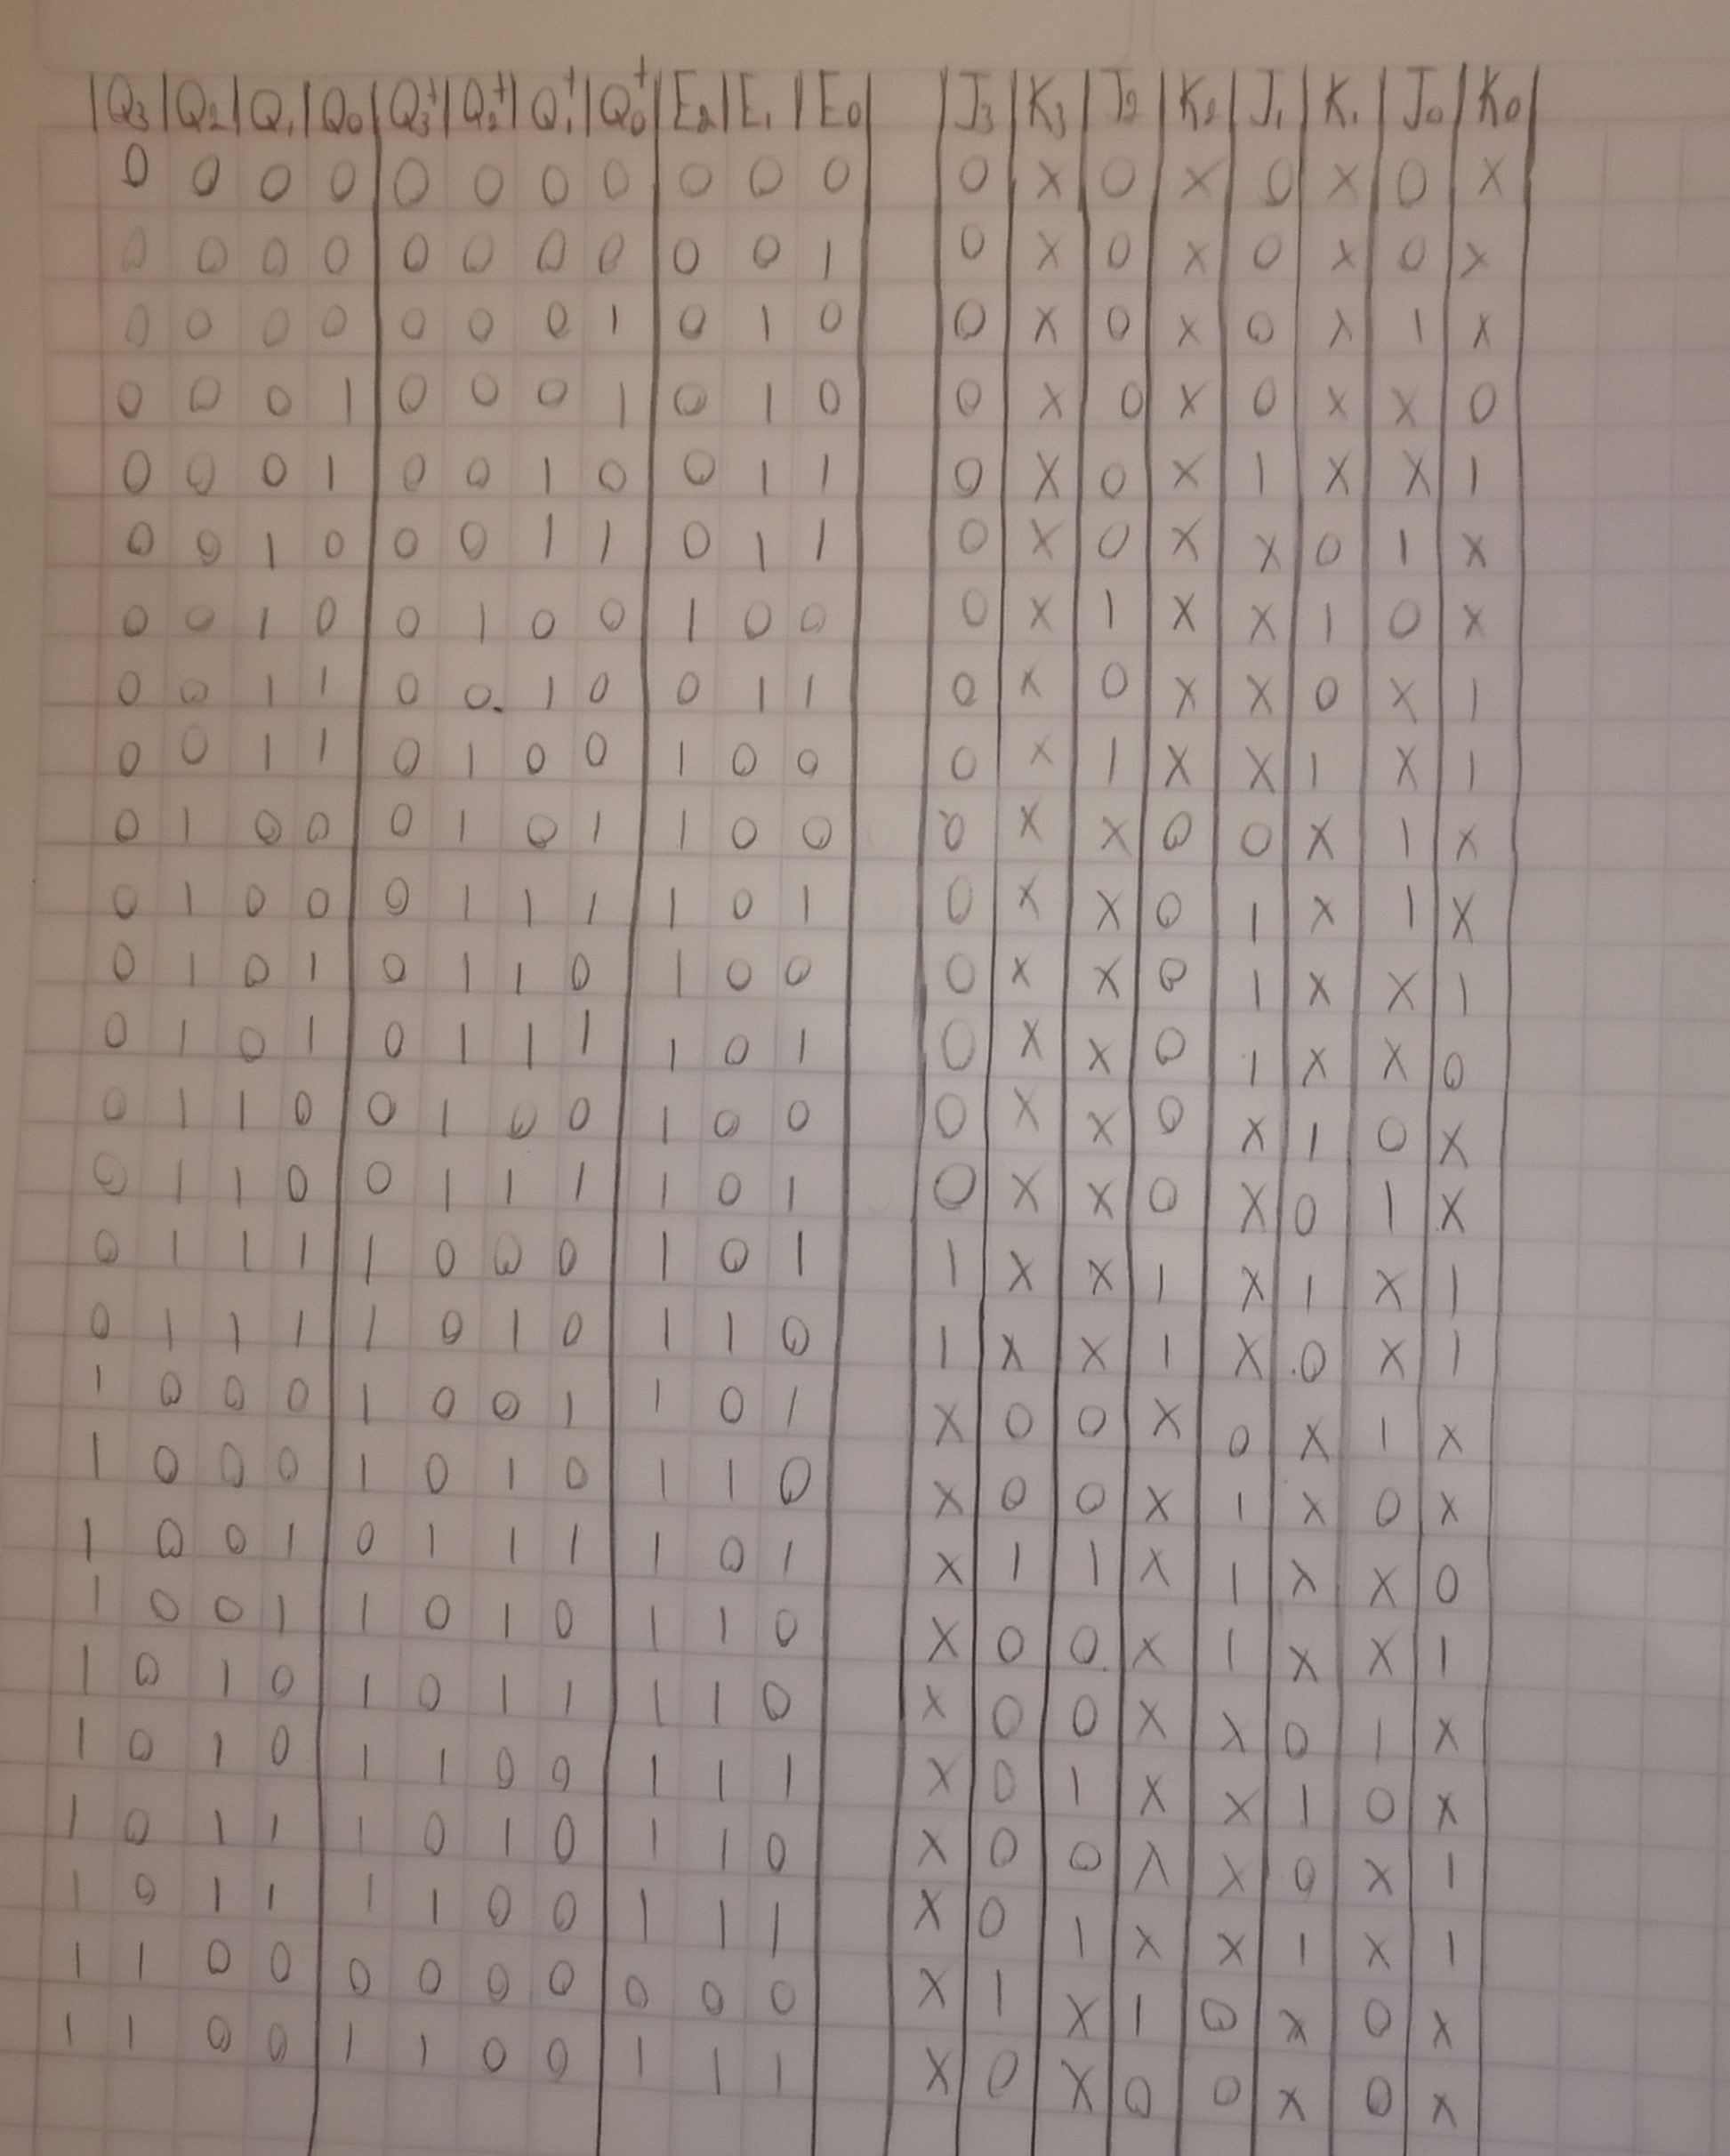 |Q₃|Q₂|Q₁|Q₀|Q₃⁺|Q₂⁺|Q₁⁺|Q₀⁺|E₂|E₁|E₀| |J₃|K₃|J₂|K₂|J₁|K₁|J₀|K₀|
0 0 0 0 0 0 0 0 0 0 0 0 X 0 X 0 X 0 X
0 0 0 0 0 0 0 0 0 0 1 0 X 0 X 0 X 0 X
0 0 0 0 0 0 0 1 0 1 0 0 X 0 X 0 X 1 X
0 0 0 1 0 0 0 1 0 1 0 0 X 0 X 0 X X 0
0 0 0 1 0 0 1 0 0 1 1 0 X 0 X 1 X X 1
0 0 1 0 0 0 1 1 0 1 1 0 X 0 X X 0 1 X
0 0 1 0 0 1 0 0 1 0 0 0 X 1 X X 1 0 X
0 0 1 1 0 0 1 0 0 1 1 0 X 0 X X 0 X 1
0 0 1 1 0 1 0 0 1 0 0 0 X 1 X X 1 X 1
0 1 0 0 0 1 0 1 1 0 0 0 X X 0 0 X 1 X
0 1 0 0 0 1 1 1 1 0 1 0 X X 0 1 X 1 X
0 1 0 1 0 1 1 0 1 0 0 0 X X 0 1 X X 1
0 1 0 1 0 1 1 1 1 0 1 0 X X 0 1 X X 0
0 1 1 0 0 1 0 0 1 0 0 0 X X 0 X 1 0 X
0 1 1 0 0 1 1 1 1 0 1 0 X X 0 X 0 1 X
0 1 1 1 1 0 0 0 1 0 1 1 X X 1 X 1 X 1
0 1 1 1 1 0 1 0 1 1 0 1 X X 1 X 0 X 1
1 0 0 0 1 0 0 1 1 0 1 X 0 0 X 0 X 1 X
1 0 0 0 1 0 1 0 1 1 0 X 0 0 X 1 X 0 X
1 0 0 1 0 1 1 1 1 0 1 X 1 1 X 1 X X 0
1 0 0 1 1 0 1 0 1 1 0 X 0 0 X 1 X X 1
1 0 1 0 1 0 1 1 1 1 0 X 0 0 X X 0 1 X
1 0 1 0 1 1 0 0 1 1 1 X 0 1 X X 1 0 X
1 0 1 1 1 0 1 0 1 1 0 X 0 0 X X 0 X 1
1 0 1 1 1 1 0 0 1 1 1 X 0 1 X X 1 X 1
1 1 0 0 0 0 0 0 0 0 0 X 1 X 1 0 X 0 X
1 1 0 0 1 1 0 0 1 1 1 X 0 X 0 0 X 0 X